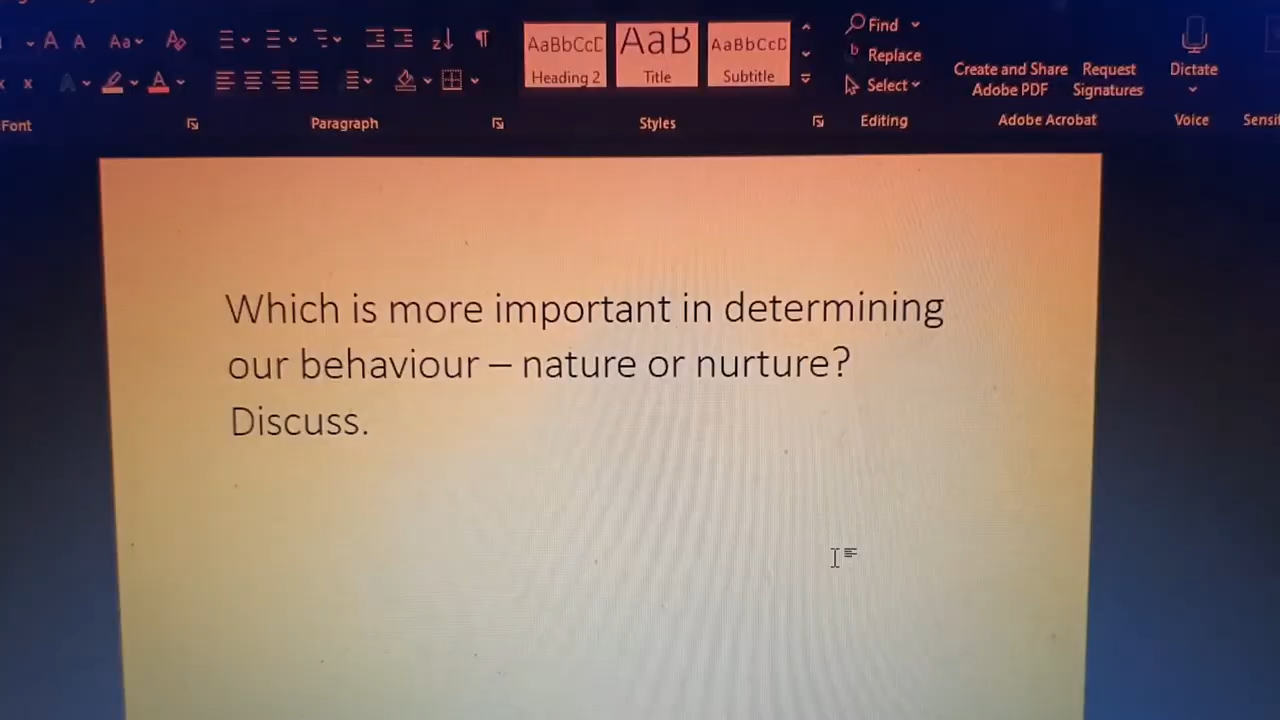 Aa
Find
AaBbCcD AaB AaBbCcD
Replace
Heading 2 Title Subtitle
Select
Create and Share Adobe PDF
Request Signatures
Dictate
Font Paragraph Styles Editing Adobe Acrobat Voice
Which is more important in determining
our behaviour – nature or nurture?
Discuss.